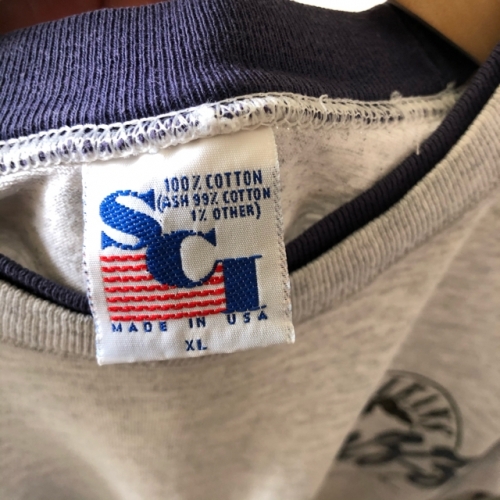 100% COTTON
(ASH 99% COTTON
1% OTHER)
SCI
MADE IN USA
XL